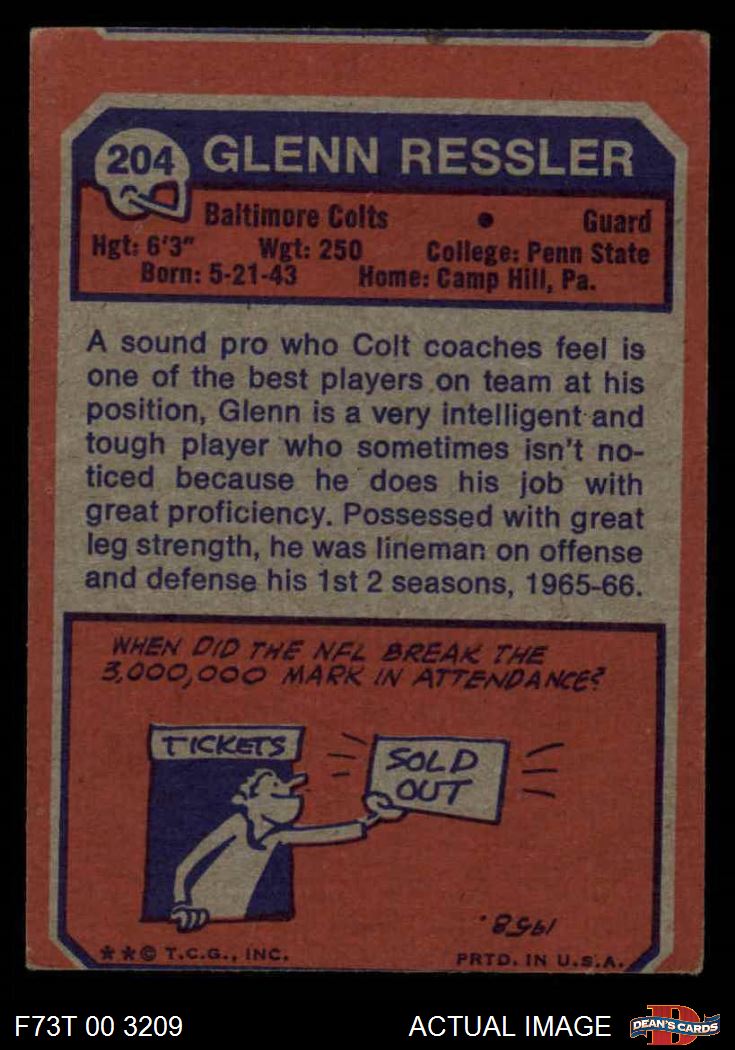 204 GLENN RESSLER
Baltimore Colts • Guard
Hgt: 6'3" Wgt: 250 College: Penn State
Born: 5-21-43 Home: Camp Hill, Pa.
A sound pro who Colt coaches feel is
one of the best players on team at his
position, Glenn is a very intelligent and
tough player who sometimes isn't no-
ticed because he does his job with
great proficiency. Possessed with great
leg strength, he was lineman on offense
and defense his 1st 2 seasons, 1965-66.
WHEN DID THE NFL BREAK THE
3,000,000 MARK IN ATTENDANCE?
TICKETS
SOLD
OUT
1958.
**© T.C.G., INC. PRTD. IN U.S.A.
F73T 00 3209 ACTUAL IMAGE DEAN'S CARDS